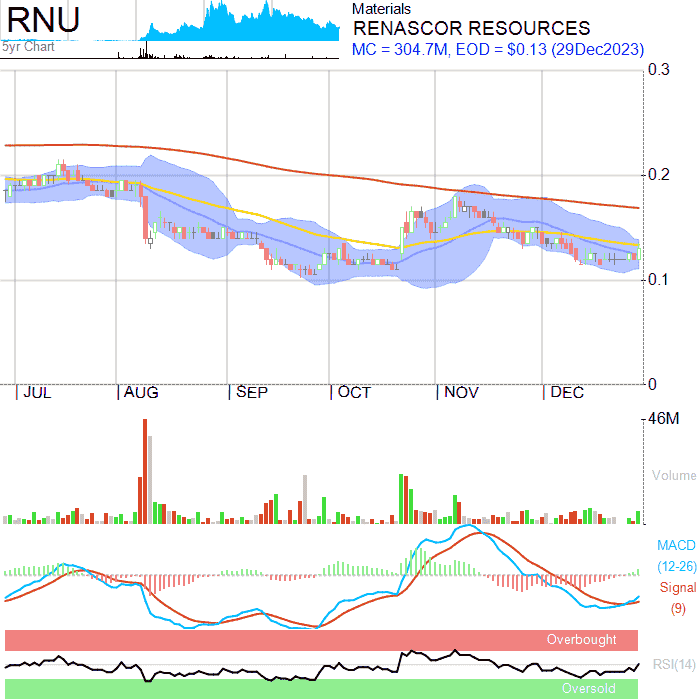 RNU
5yr Chart
Materials
RENASCOR RESOURCES
MC = 304.7M, EOD = $0.13 (29Dec2023)
0.3
0.2
0.1
0
JUL AUG SEP OCT NOV DEC
46M
Volume
MACD
(12-26)
Signal
(9)
Overbought
RSI(14)
Oversold